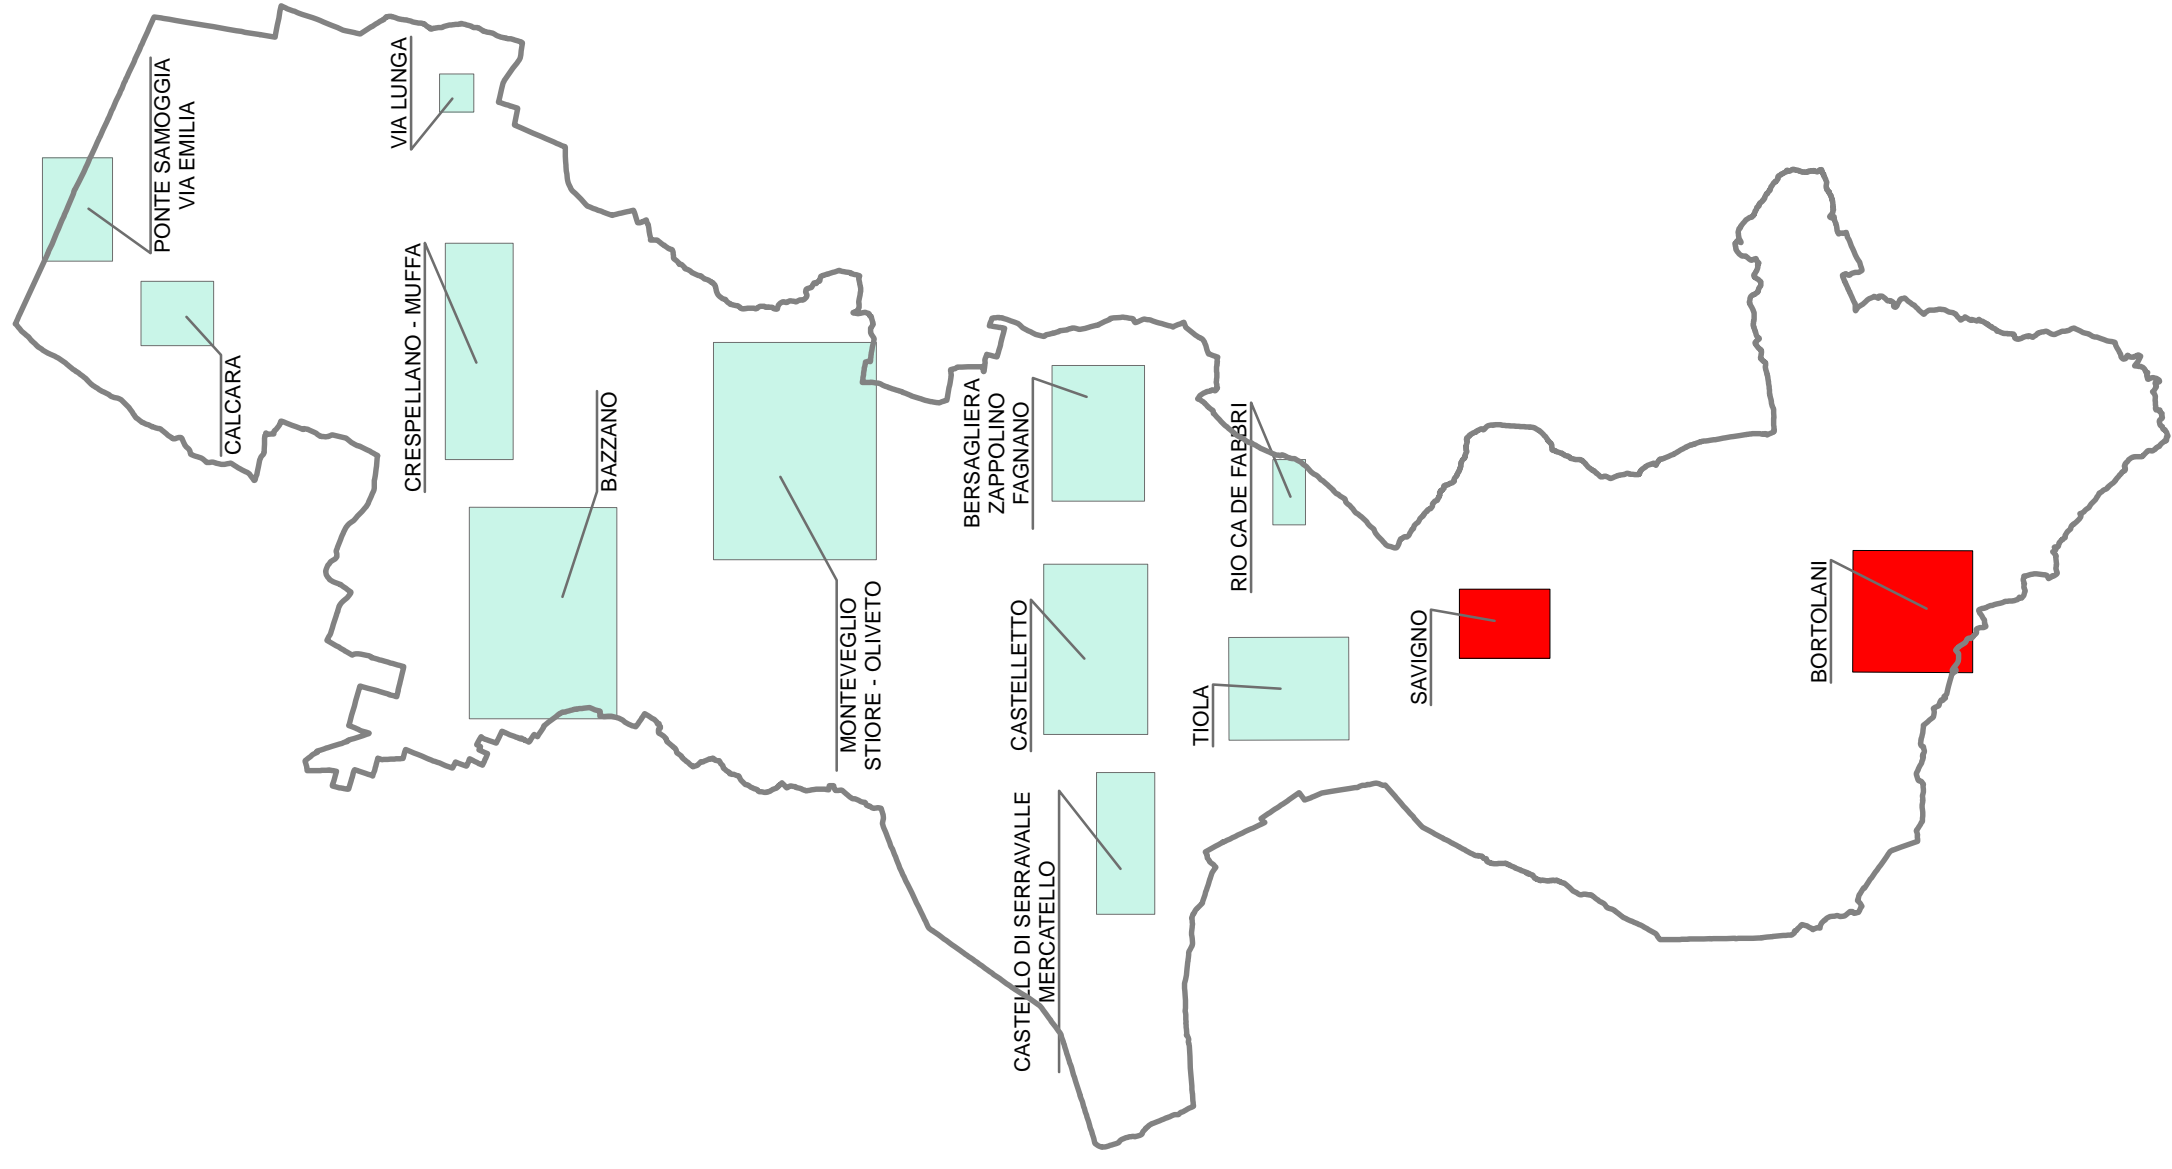 PONTE SAMOGGIA
VIA EMILIA
VIA LUNGA
CALCARA
CRESPELLANO - MUFFA
BAZZANO
MONTEVEGLIO
STIORE - OLIVETO
BERSAGLIERA
ZAPPOLINO
FAGNANO
CASTELLETTO
CASTELLO DI SERRAVALLE
MERCATELLO
RIO CA DE FABBRI
TIOLA
SAVIGNO
BORTOLANI